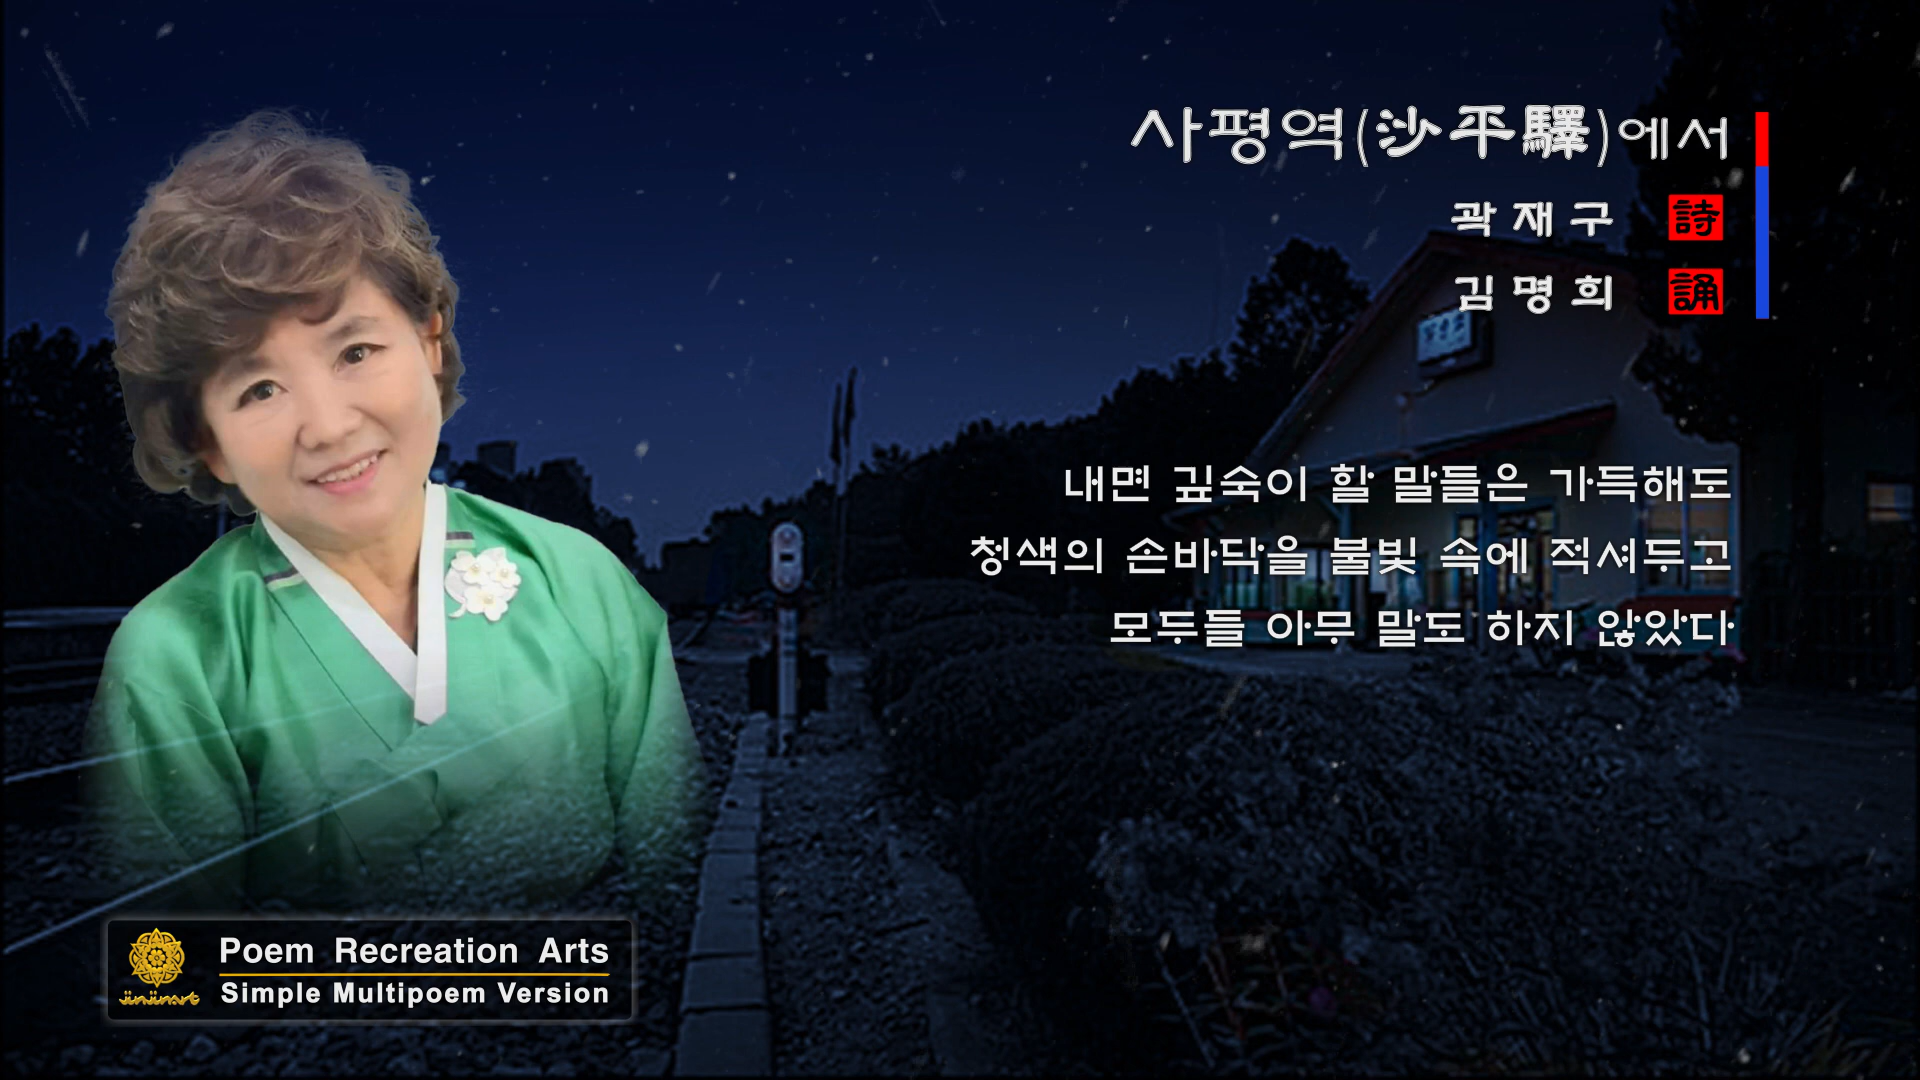 사평역(沙平驛)에서
곽재구 詩
김명희 誦
내면 깊숙이 할 말들은 가득해도
청색의 손바닥을 불빛 속에 적셔두고
모두들 아무 말도 하지 않았다
Poem Recreation Arts
Simple Multipoem Version
jinjinart